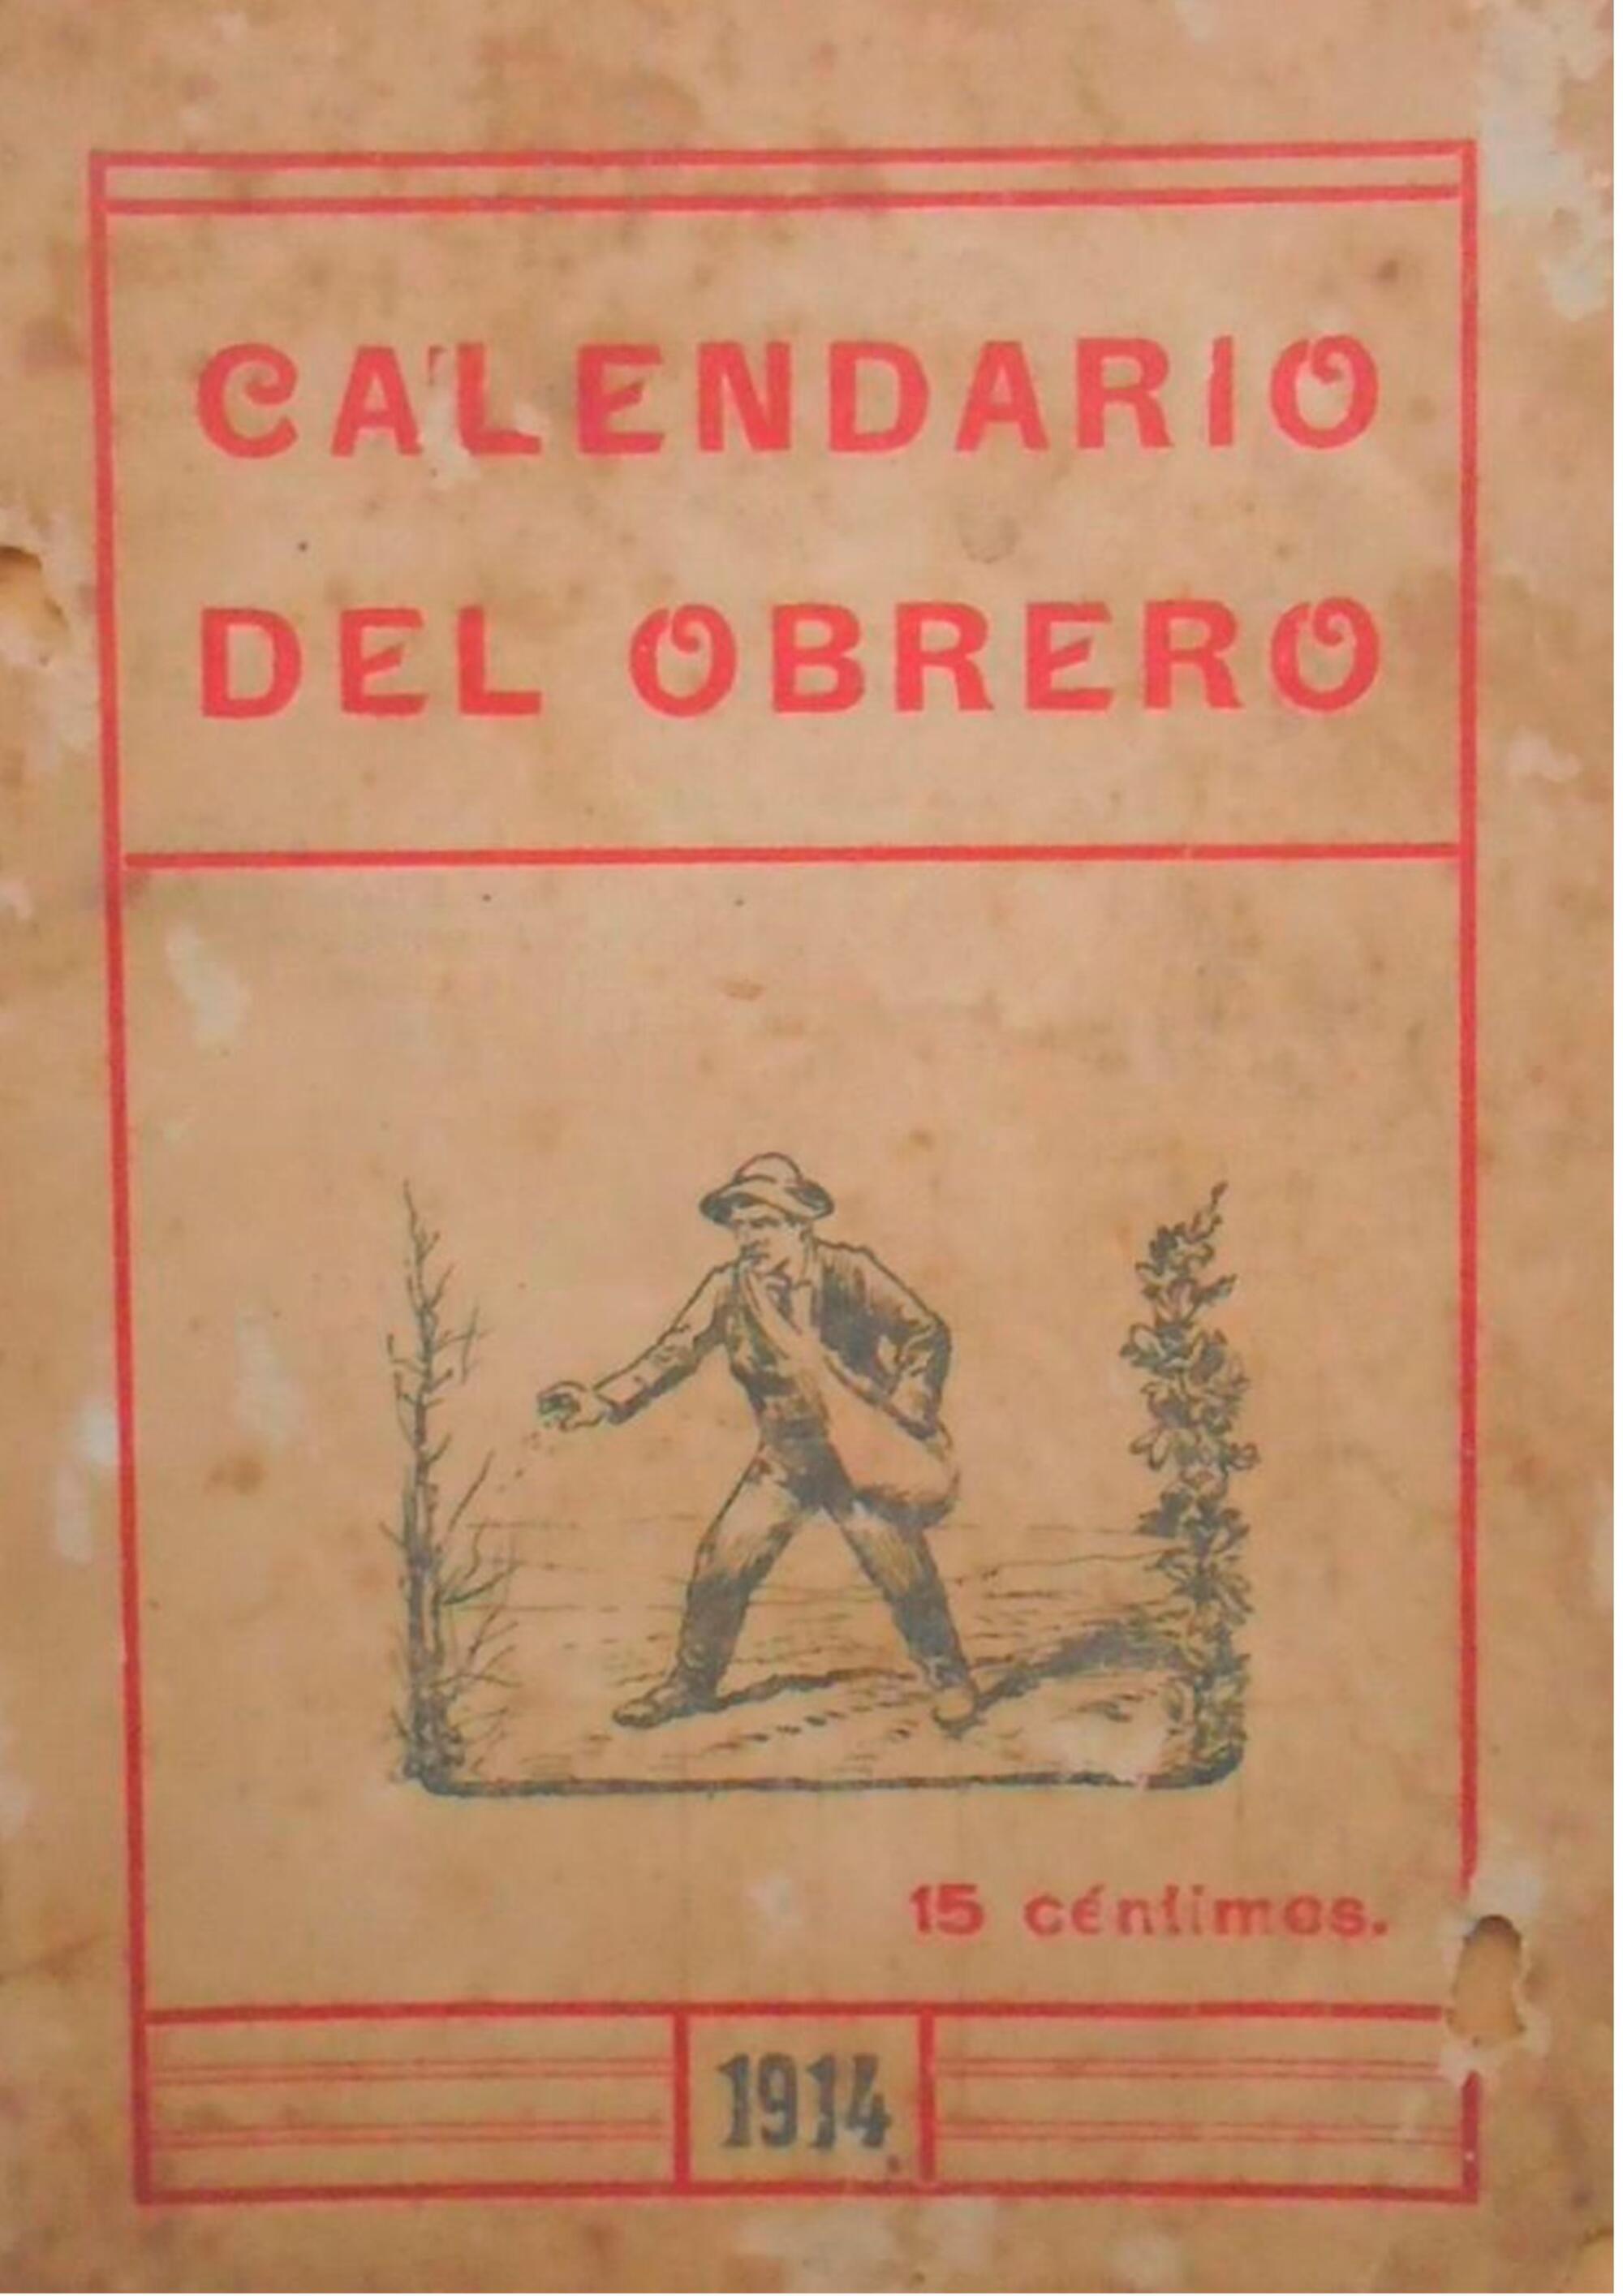 CALENDARIO
DEL OBRERO
15 céntimos.
1914